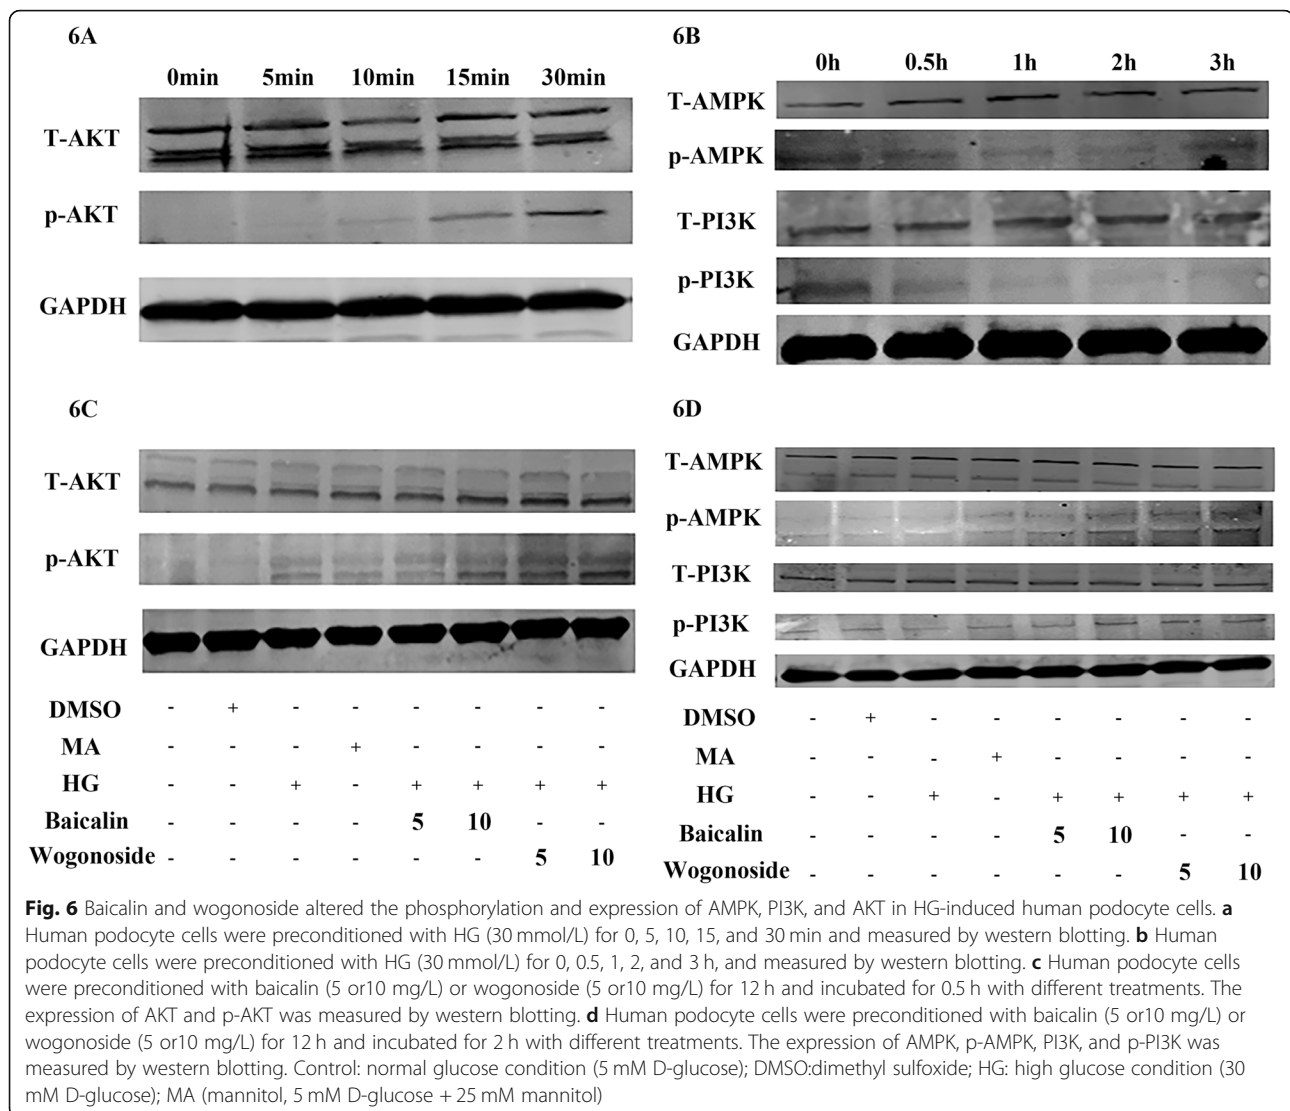 6A
0min 5min 10min 15min 30min
T-AKT
p-AKT
GAPDH
6B
0h 0.5h 1h 2h 3h
T-AMPK
p-AMPK
T-PI3K
p-PI3K
GAPDH
6C
T-AKT
p-AKT
GAPDH
DMSO - + - - - - - -
MA - - - + - - - -
HG - - + - + + + +
Baicalin - - - - 5 10 - -
Wogonoside - - - - - - 5 10
6D
T-AMPK
p-AMPK
T-PI3K
p-PI3K
GAPDH
DMSO - + - - - - - -
MA - - - + - - - -
HG - - + - + + + +
Baicalin - - - - 5 10 - -
Wogonoside - - - - - - 5 10
Fig. 6 Baicalin and wogonoside altered the phosphorylation and expression of AMPK, PI3K, and AKT in HG-induced human podocyte cells. a
Human podocyte cells were preconditioned with HG (30 mmol/L) for 0, 5, 10, 15, and 30 min and measured by western blotting. b Human
podocyte cells were preconditioned with HG (30 mmol/L) for 0, 0.5, 1, 2, and 3 h, and measured by western blotting. c Human podocyte cells
were preconditioned with baicalin (5 or10 mg/L) or wogonoside (5 or10 mg/L) for 12 h and incubated for 0.5 h with different treatments. The
expression of AKT and p-AKT was measured by western blotting. d Human podocyte cells were preconditioned with baicalin (5 or10 mg/L) or
wogonoside (5 or10 mg/L) for 12 h and incubated for 2 h with different treatments. The expression of AMPK, p-AMPK, PI3K, and p-PI3K was
measured by western blotting. Control: normal glucose condition (5 mM D-glucose); DMSO:dimethyl sulfoxide; HG: high glucose condition (30
mM D-glucose); MA (mannitol, 5 mM D-glucose + 25 mM mannitol)